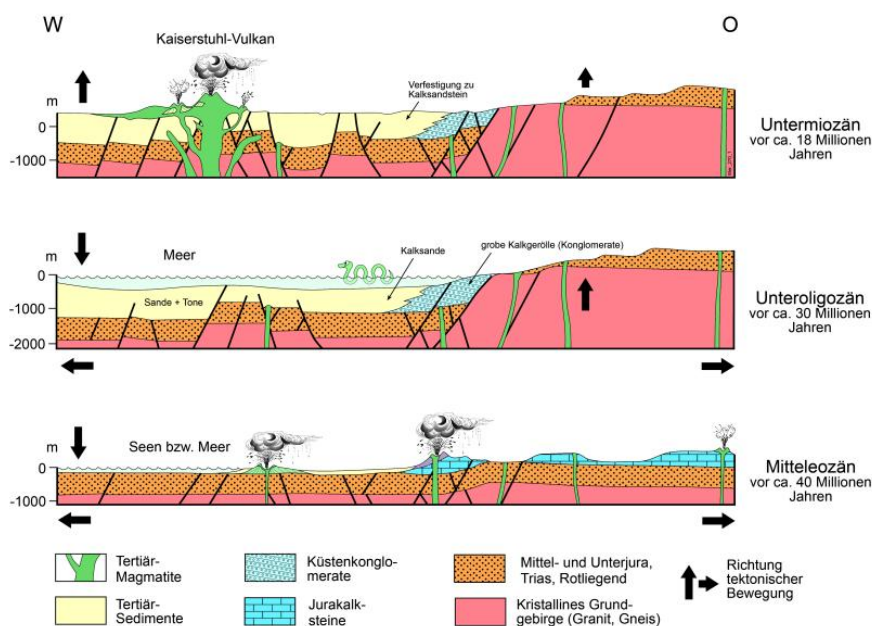 W
O
Kaiserstuhl-Vulkan
Verfestigung zu
Kalksandstein
m
0
-1000
Untermiozän
vor ca. 18 Millionen
Jahren
m
Meer
Kalksande
grobe Kalkgerölle (Konglomerate)
0
Sande + Tone
-1000
-2000
Unteroligozän
vor ca. 30 Millionen
Jahren
m
Seen bzw. Meer
0
-1000
Mitteleozän
vor ca. 40 Millionen
Jahren
Tertiär-
Magmatite
Küstenkonglo-
merate
Mittel- und Unterjura,
Trias, Rotliegend
Richtung
tektonischer
Bewegung
Tertiär-
Sedimente
Jurakalk-
steine
Kristallines Grund-
gebirge (Granit, Gneis)